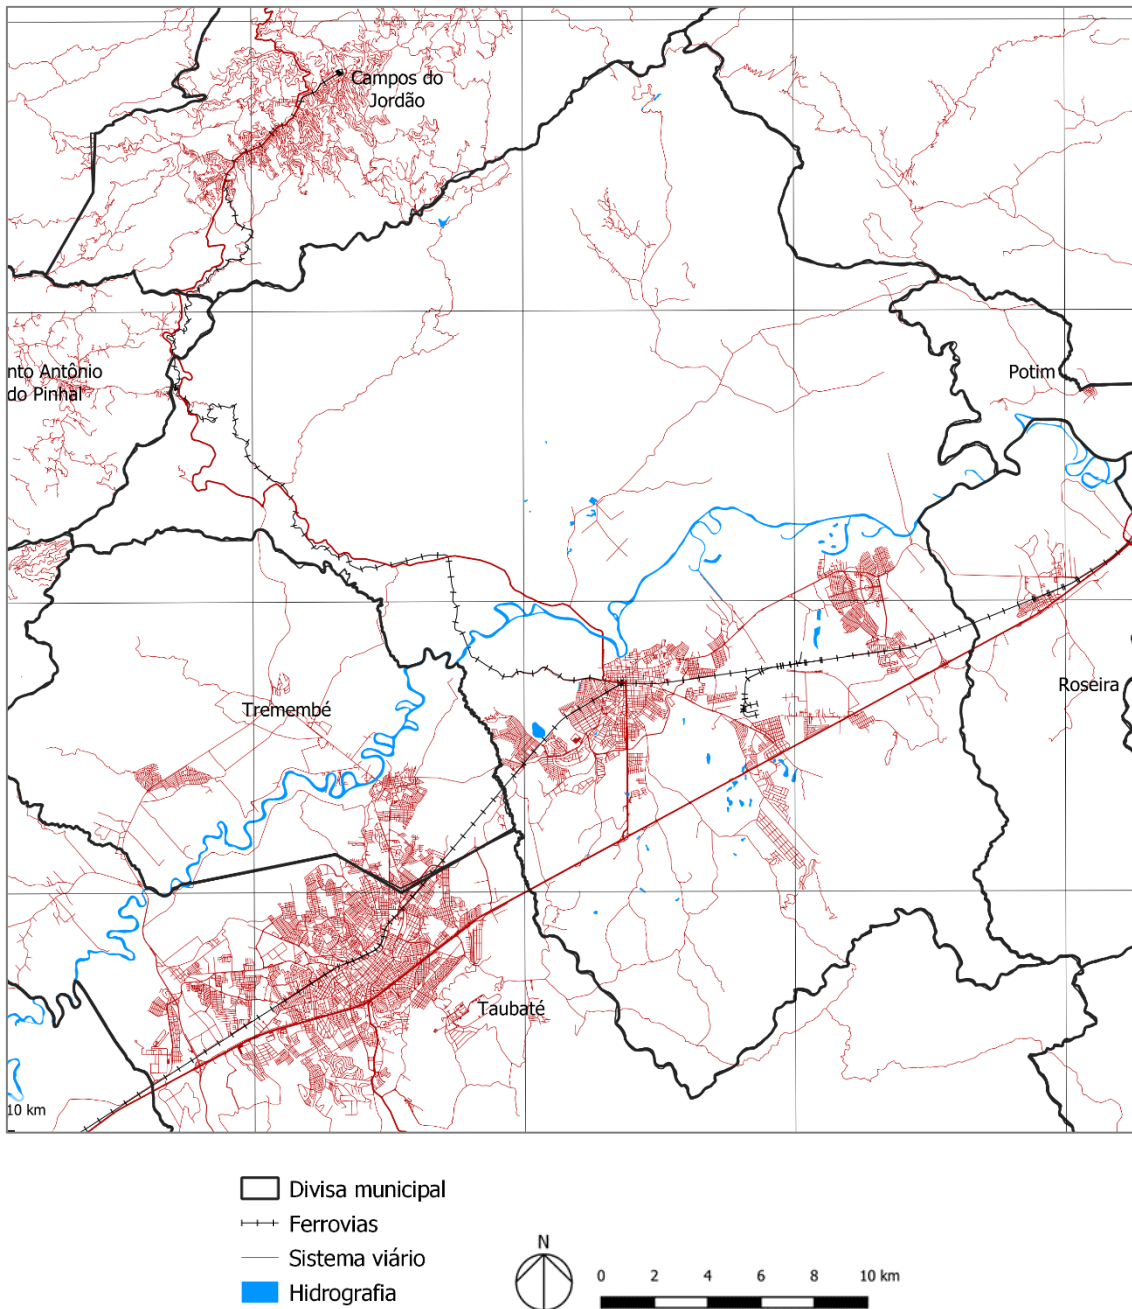 Campos do
Jordão
nto Antônio
do Pinhal
Potim
Tremembé
Roseira
Taubaté
10 km
Divisa municipal
Ferrovias
Sistema viário
Hidrografia
N
0 2 4 6 8 10 km